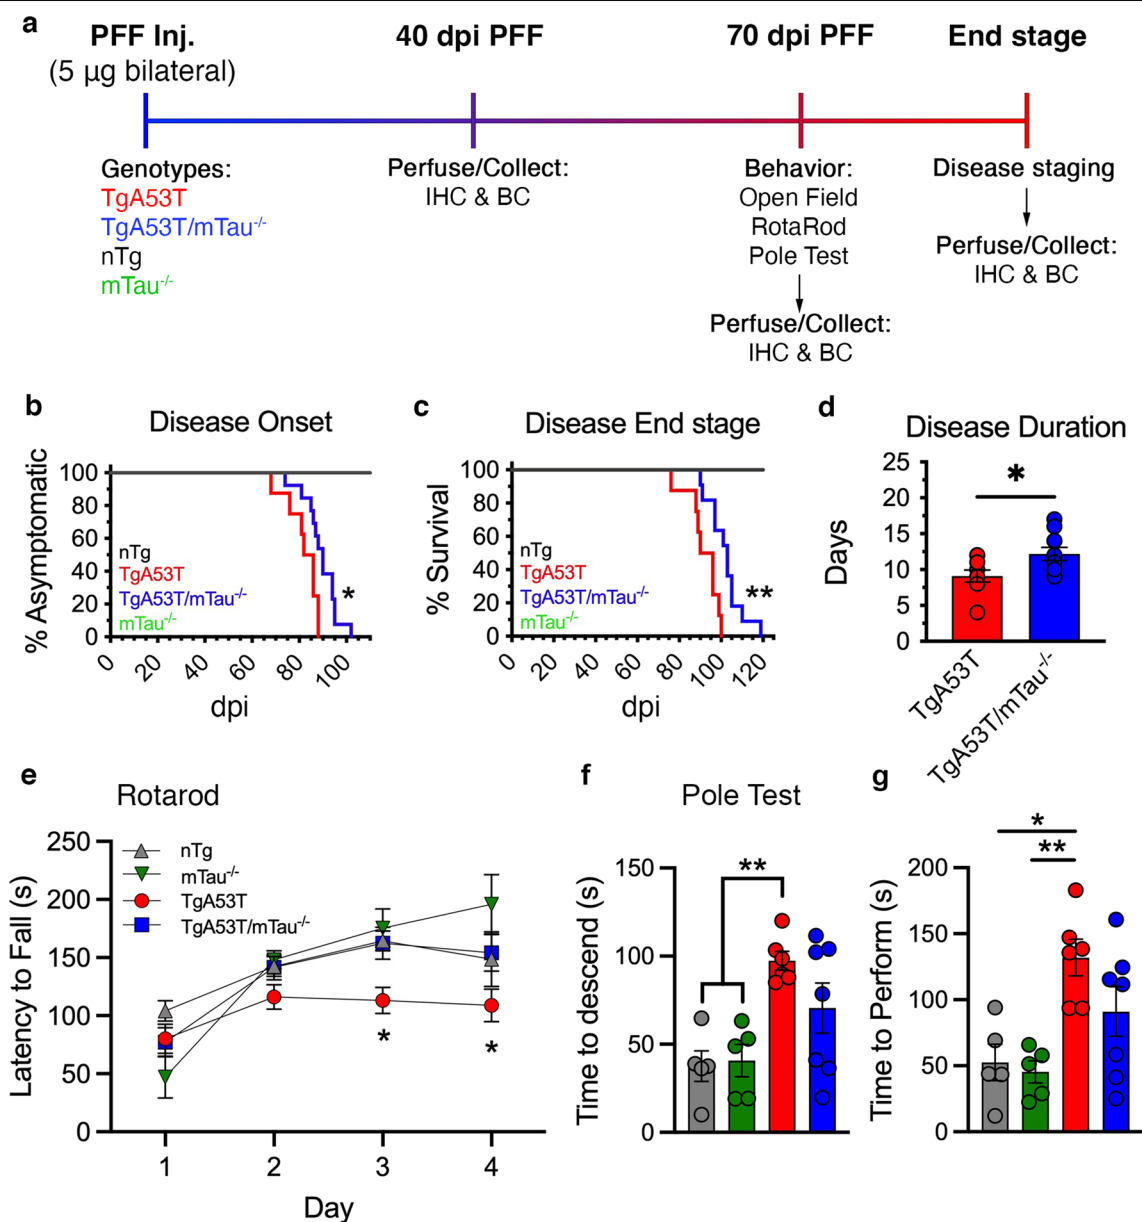 a
PFF Inj.
(5 µg bilateral)
40 dpi PFF
70 dpi PFF
End stage
Genotypes:
TgA53T
TgA53T/mTau-/-
nTg
mTau-/-
Perfuse/Collect:
IHC & BC
Behavior:
Open Field
RotaRod
Pole Test
Perfuse/Collect:
IHC & BC
Disease staging
Perfuse/Collect:
IHC & BC
b
Disease Onset
% Asymptomatic
100
80
60
40
20
0
nTg
TgA53T
TgA53T/mTau-/-
mTau-/-
*
0 20 40 60 80 100
dpi
c
Disease End stage
% Survival
100
80
60
40
20
0
nTg
TgA53T
TgA53T/mTau-/-
mTau-/-
**
0 20 40 60 80 100 120
dpi
d
Disease Duration
Days
25
20
15
10
5
0
*
TgA53T
TgA53T/mTau-/-
e
Rotarod
Latency to Fall (s)
250
200
150
100
50
0
nTg
mTau-/-
TgA53T
TgA53T/mTau-/-
*
*
1 2 3 4
Day
f
Pole Test
Time to descend (s)
150
100
50
0
**
g
Time to Perform (s)
200
150
100
50
0
*
**